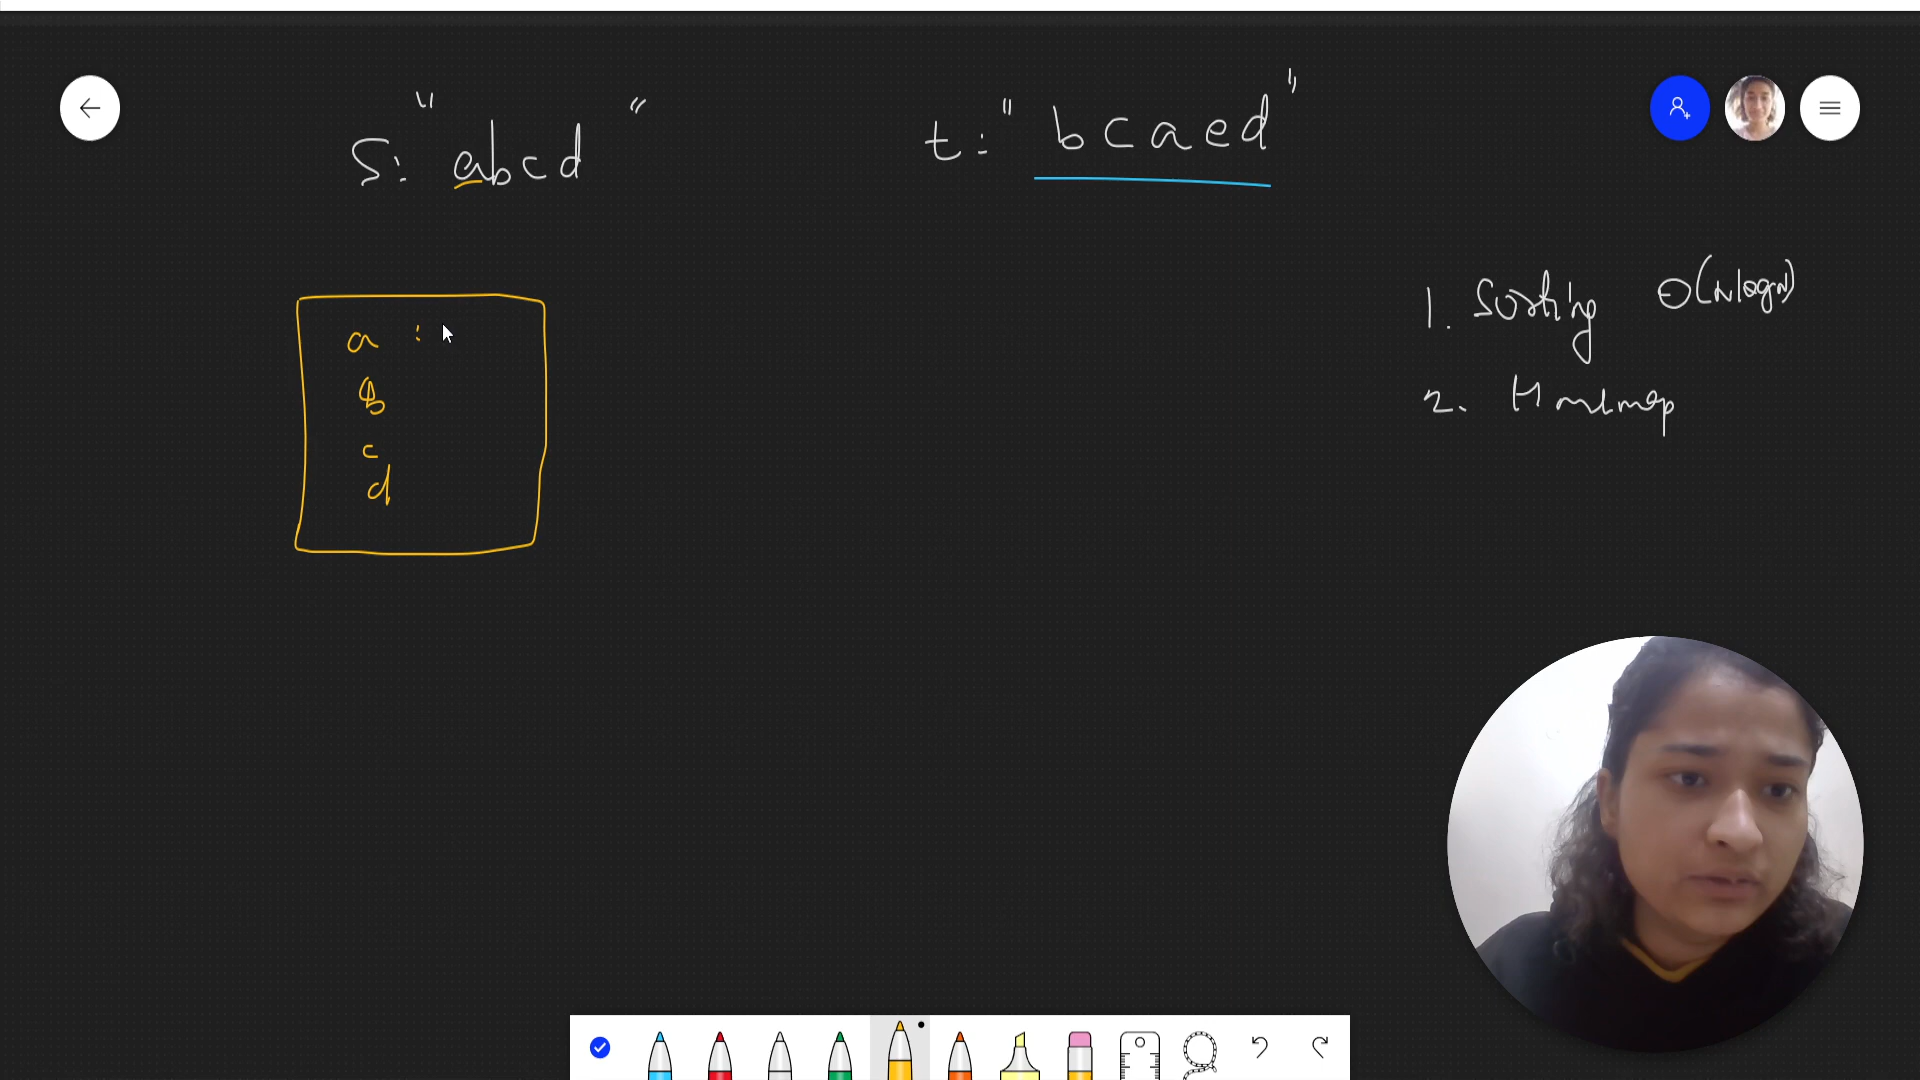 s: "abcd"
t: "bcaed"
1. Sorting O(nlogn)
2. Hashmap
a :
b
c
d